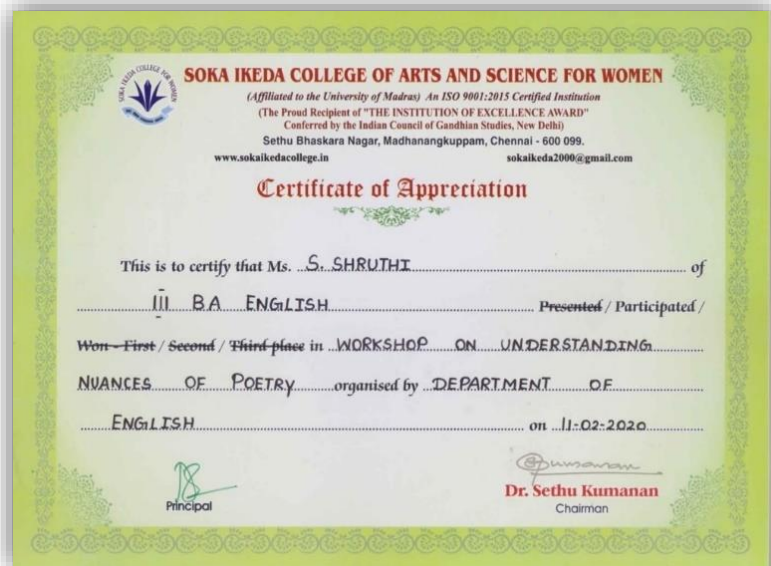 SOKA IKEDA COLLEGE OF ARTS AND SCIENCE FOR WOMEN
(Affiliated to the University of Madras) An ISO 9001:2015 Certified Institution
(The Proud Recipient of "THE INSTITUTION OF EXCELLENCE AWARD"
Conferred by the Indian Council of Gandhian Studies, New Delhi)
Sethu Bhaskara Nagar, Madhanangkuppam, Chennai - 600 099.
www.sokaikedacollege.in sokaikeda2000@gmail.com
Certificate of Appreciation
This is to certify that Ms. S. SHRUTHI of
III BA ENGLISH Presented / Participated /
Won - First / Second / Third place in WORKSHOP ON UNDERSTANDING
NUANCES OF POETRY organised by DEPARTMENT OF
ENGLISH on 11-02-2020
Principal
Dr. Sethu Kumanan
Chairman